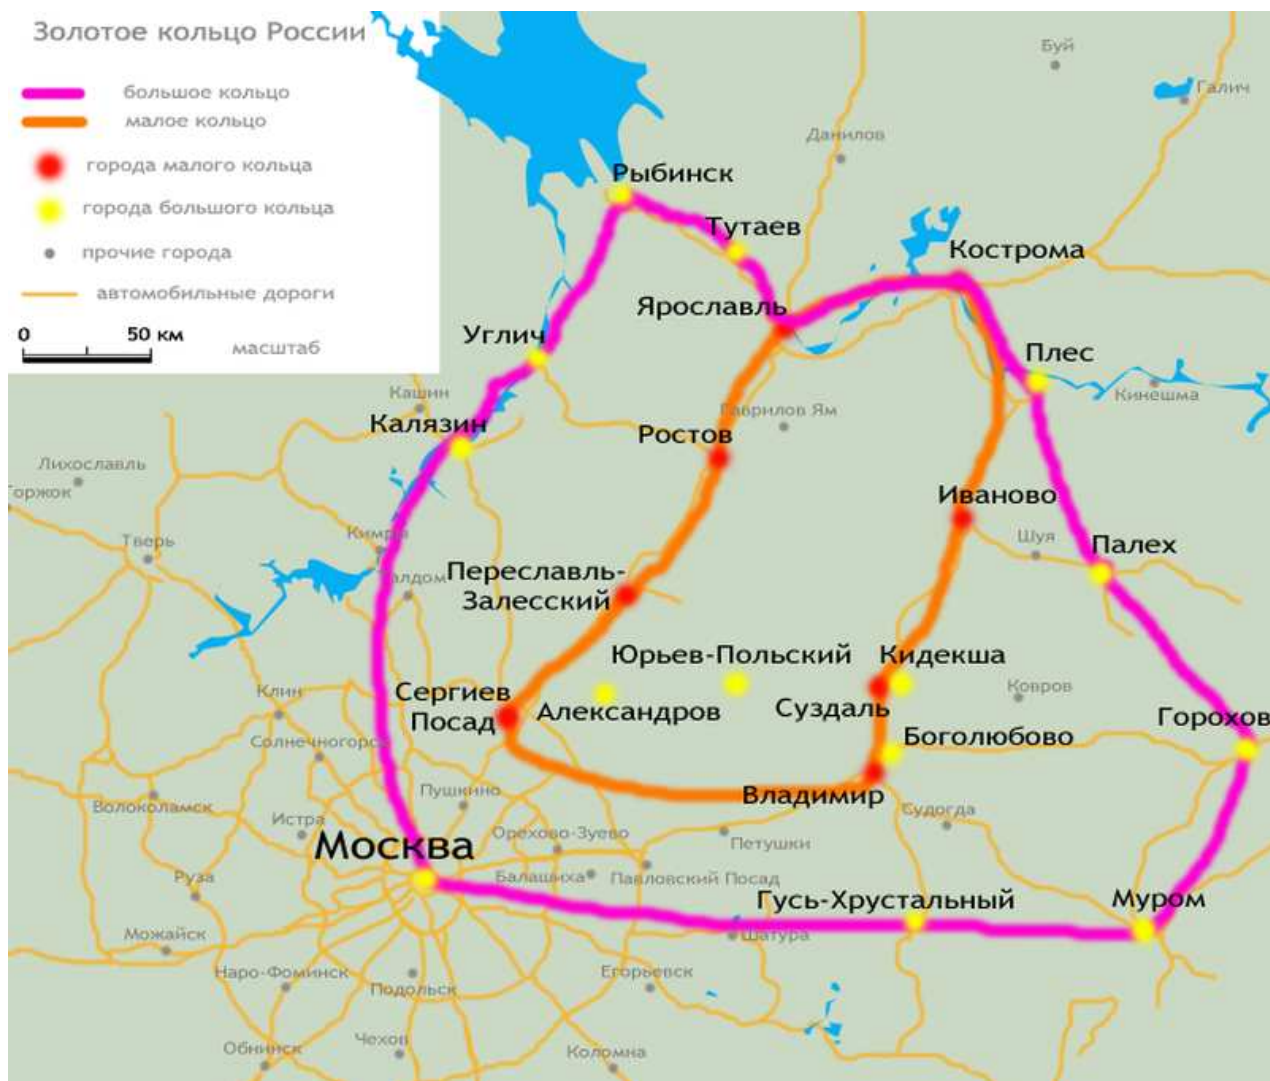 Золотое кольцо России
большое кольцо
малое кольцо
города малого кольца
города большого кольца
прочие города
автомобильные дороги
0 50 км
масштаб
Буй
Галич
Данилов
Рыбинск
Тутаев
Кострома
Ярославль
Углич
Плес
Кашин
Кинешма
Калязин
Гаврилов Ям
Ростов
Лихославль
Торжок
Иваново
Тверь
Кимры
Шуя
Палех
Талдом
Переславль-
Залесский
Юрьев-Польский
Кидекша
Клин
Сергиев
Посад
Александров
Суздаль
Ковров
Горохов
Солнечногорск
Боголюбово
Волоколамск
Пушкино
Владимир
Судогда
Истра
Орехово-Зуево
Петушки
Москва
Руза
Балашиха
Павловский Посад
Гусь-Хрустальный
Муром
Можайск
Шатура
Наро-Фоминск
Подольск
Егорьевск
Чехов
Обнинск
Коломна